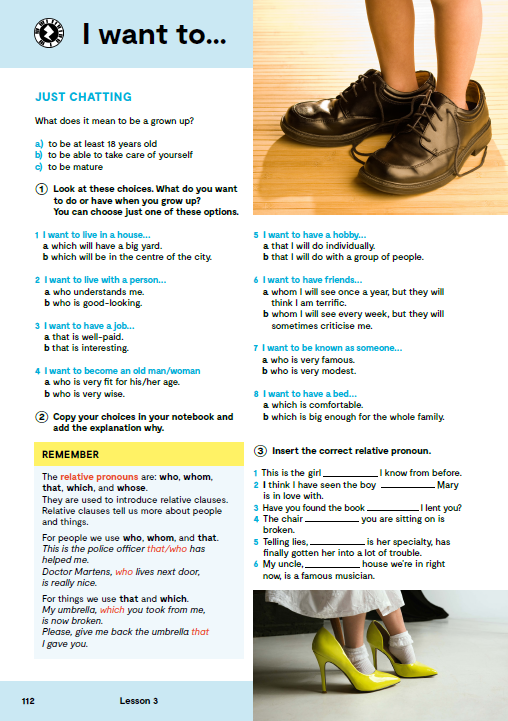 I want to...
JUST CHATTING
What does it mean to be a grown up?
a) to be at least 18 years old
b) to be able to take care of yourself
c) to be mature
1 Look at these choices. What do you want
to do or have when you grow up?
You can choose just one of these options.
1 I want to live in a house...
a which will have a big yard.
b which will be in the centre of the city.
2 I want to live with a person...
a who understands me.
b who is good-looking.
3 I want to have a job...
a that is well-paid.
b that is interesting.
4 I want to become an old man/woman
a who is very fit for his/her age.
b who is very wise.
5 I want to have a hobby...
a that I will do individually.
b that I will do with a group of people.
6 I want to have friends...
a whom I will see once a year, but they will
think I am terrific.
b whom I will see every week, but they will
sometimes criticise me.
7 I want to be known as someone...
a who is very famous.
b who is very modest.
8 I want to have a bed...
a which is comfortable.
b which is big enough for the whole family.
2 Copy your choices in your notebook and
add the explanation why.
REMEMBER
The relative pronouns are: who, whom,
that, which, and whose.
They are used to introduce relative clauses.
Relative clauses tell us more about people
and things.
For people we use who, whom, and that.
This is the police officer that/who has
helped me.
Doctor Martens, who lives next door,
is really nice.
For things we use that and which.
My umbrella, which you took from me,
is now broken.
Please, give me back the umbrella that
I gave you.
3 Insert the correct relative pronoun.
1 This is the girl ___________ I know from before.
2 I think I have seen the boy ___________ Mary
is in love with.
3 Have you found the book ___________ I lent you?
4 The chair ___________ you are sitting on is
broken.
5 Telling lies, ___________ is her specialty, has
finally gotten her into a lot of trouble.
6 My uncle, ___________ house we're in right
now, is a famous musician.
112
Lesson 3